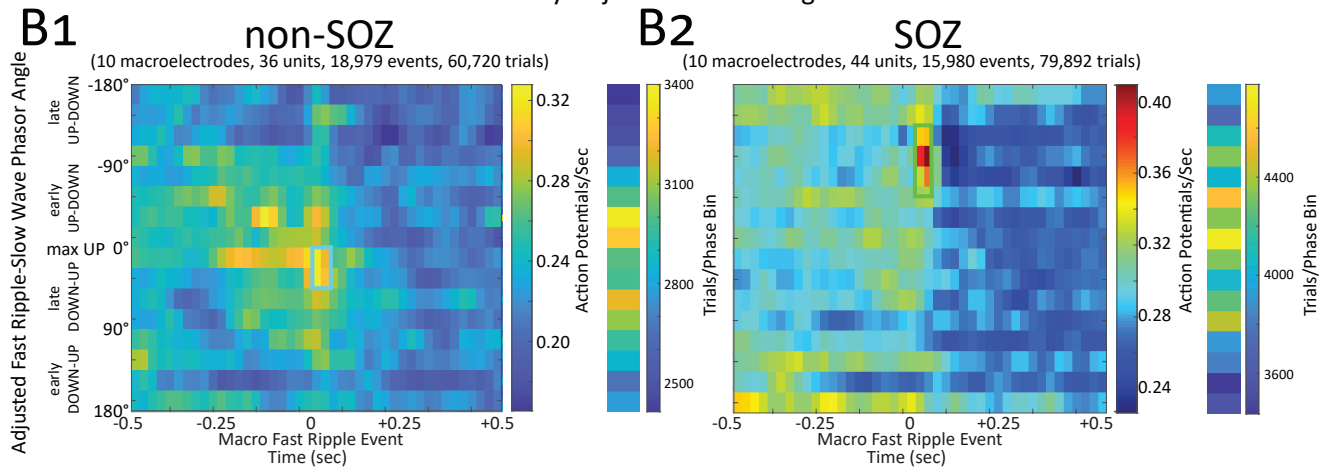 B1
non-SOZ
(10 macroelectrodes, 36 units, 18,979 events, 60,720 trials)
Adjusted Fast Ripple-Slow Wave Phasor Angle
-180°
late
UP-DOWN
-90°
early
UP-DOWN
max UP 0°
late
DOWN-UP
90°
early
DOWN-UP
180°
-0.5 -0.25 0 +0.25 +0.5
Macro Fast Ripple Event
Time (sec)
0.32
0.28
0.24
0.20
Action Potentials/Sec
3400
3100
2800
2500
Trials/Phase Bin
B2
SOZ
(10 macroelectrodes, 44 units, 15,980 events, 79,892 trials)
-0.5 -0.25 0 +0.25 +0.5
Macro Fast Ripple Event
Time (sec)
0.40
0.36
0.32
0.28
0.24
Action Potentials/Sec
4400
4000
3600
Trials/Phase Bin